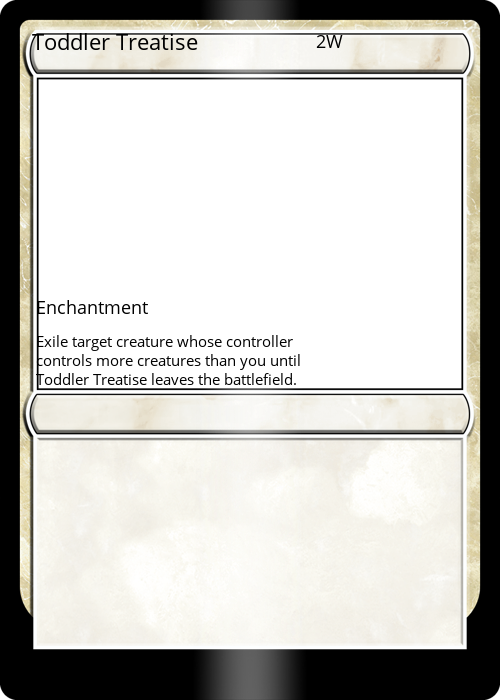 Toddler Treatise 2W
Enchantment
Exile target creature whose controller
controls more creatures than you until
Toddler Treatise leaves the battlefield.